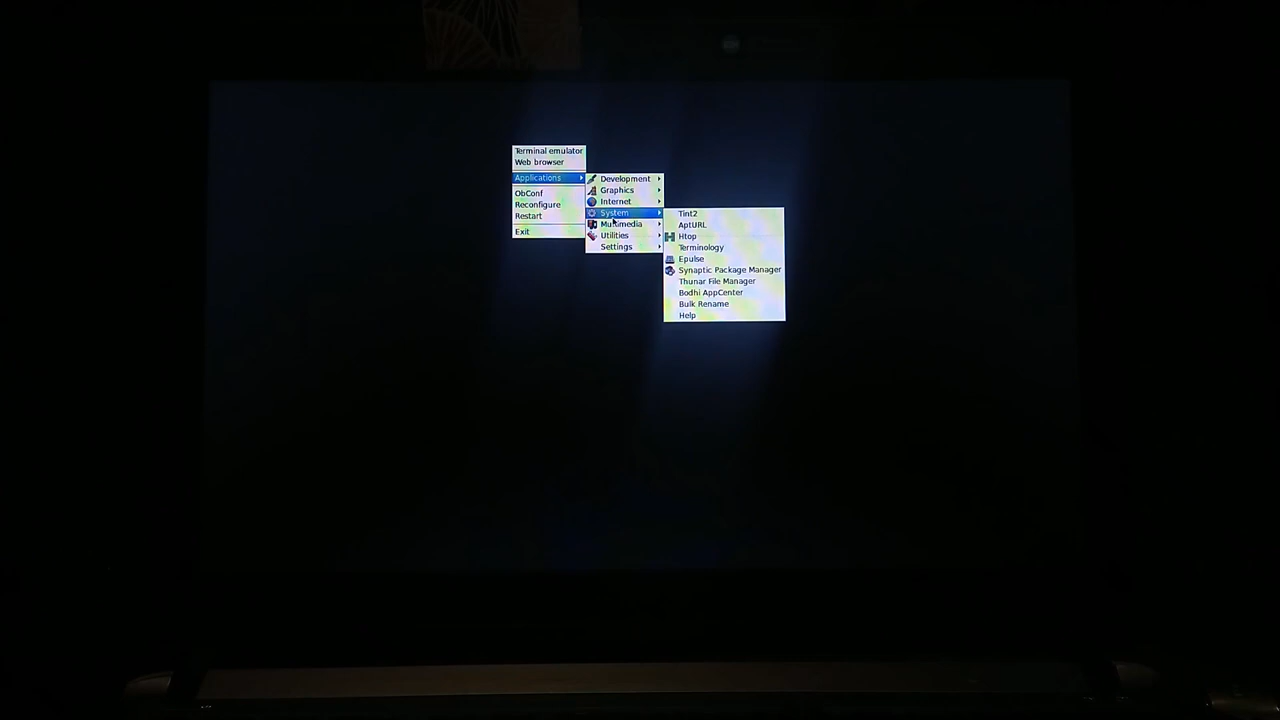 Terminal emulator
Web browser
Applications
ObConf
Reconfigure
Restart
Exit
Development
Graphics
Internet
System
Multimedia
Utilities
Settings
Tint2
AptURL
Htop
Terminology
Epulse
Synaptic Package Manager
Thunar File Manager
Bodhi AppCenter
Bulk Rename
Help